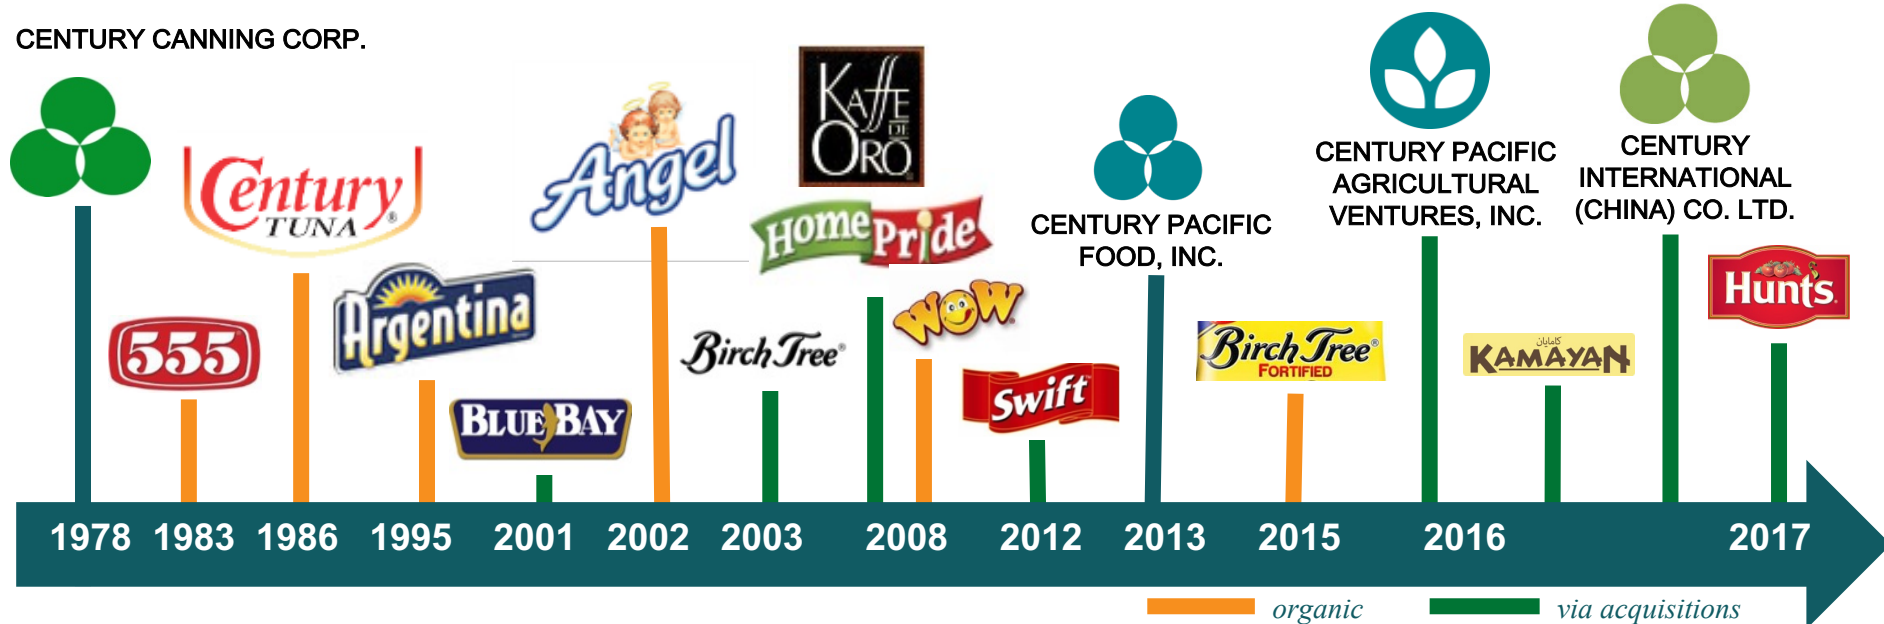 CENTURY CANNING CORP.
Century
TUNA®
555
Argentina
BLUE BAY
Angel
Birch Tree®
KAFFE
DE
ORO
Home Pride
WOW
Swift
CENTURY PACIFIC
FOOD, INC.
Birch Tree®
FORTIFIED
CENTURY PACIFIC
AGRICULTURAL
VENTURES, INC.
كامايان
KAMAYAN
CENTURY
INTERNATIONAL
(CHINA) CO. LTD.
Hunt's
1978 1983 1986 1995 2001 2002 2003 2008 2012 2013 2015 2016 2017
organic via acquisitions